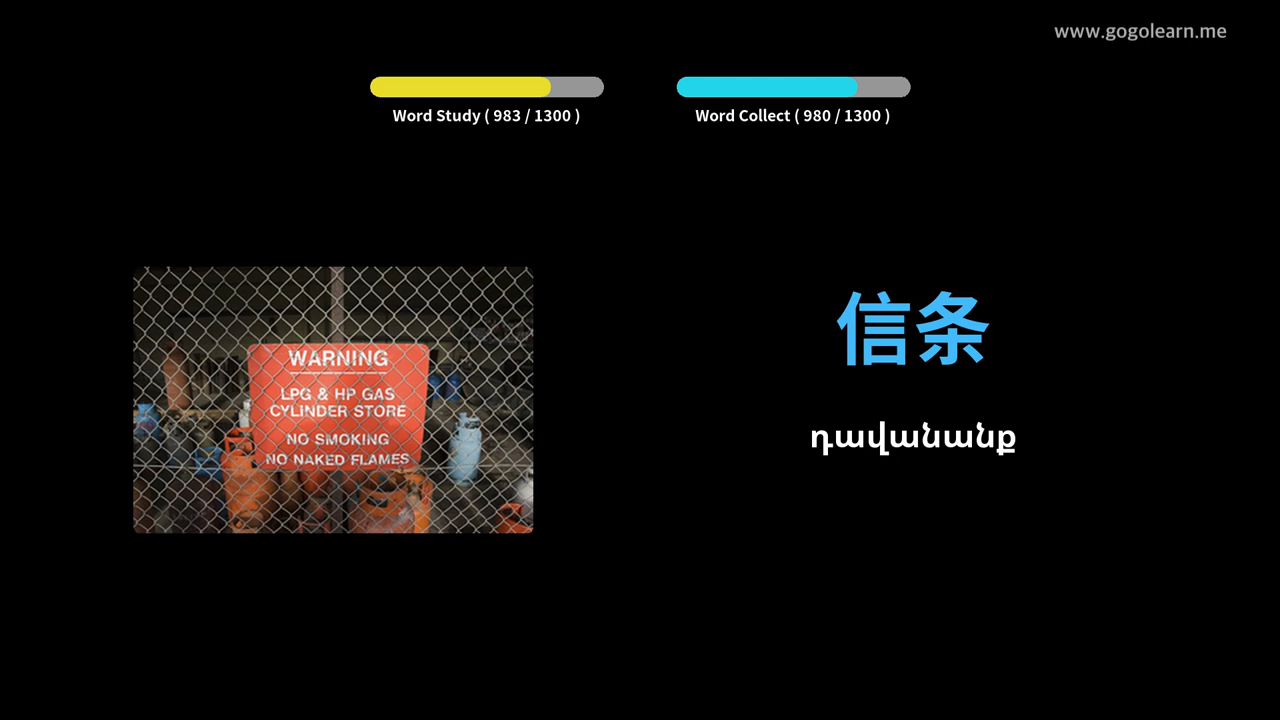 www.gogolearn.me
Word Study ( 983 / 1300 )
Word Collect ( 980 / 1300 )
WARNING
LPG & HP GAS
CYLINDER STORE
NO SMOKING
NO NAKED FLAMES
信条
դավանանք